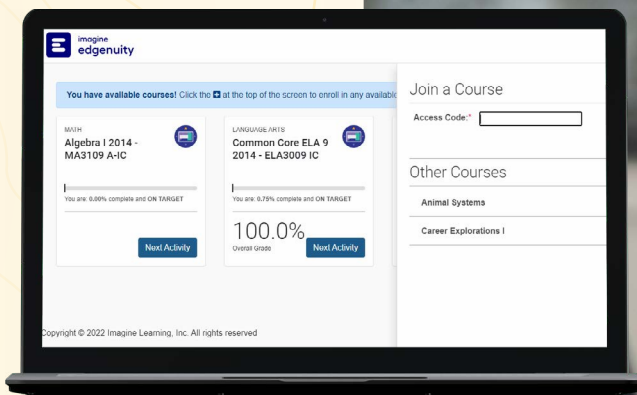 imagine
edgenuity
You have available courses! Click the at the top of the screen to enroll in any available
MATH
Algebra I 2014 -
MA3109 A-IC
You are: 0.00% complete and ON TARGET
Next Activity
LANGUAGE ARTS
Common Core ELA 9
2014 - ELA3009 IC
You are: 0.75% complete and ON TARGET
100.0%
Overall Grade
Next Activity
Join a Course
Access Code:*
Other Courses
Animal Systems
Career Explorations I
Copyright © 2022 Imagine Learning, Inc. All rights reserved